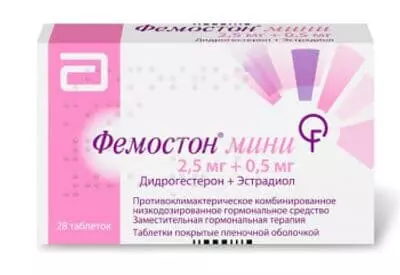 Фемостон® мини
2,5 мг + 0,5 мг
Дидрогестерон + Эстрадиол
Противоклимактерическое комбинированное
низкодозированное гормональное средство
Заместительная гормональная терапия
28 таблеток
Таблетки покрытые пленочной оболочкой